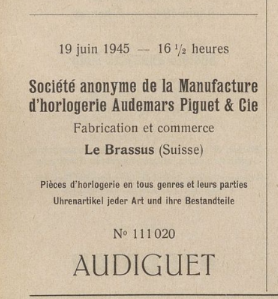 19 juin 1945 — 16 ½ heures
Société anonyme de la Manufacture
d'horlogerie Audemars Piguet & Cie
Fabrication et commerce
Le Brassus (Suisse)
Pièces d'horlogerie en tous genres et leurs parties
Uhrenartikel jeder Art und ihre Bestandteile
Nº 111020
AUDIGUET